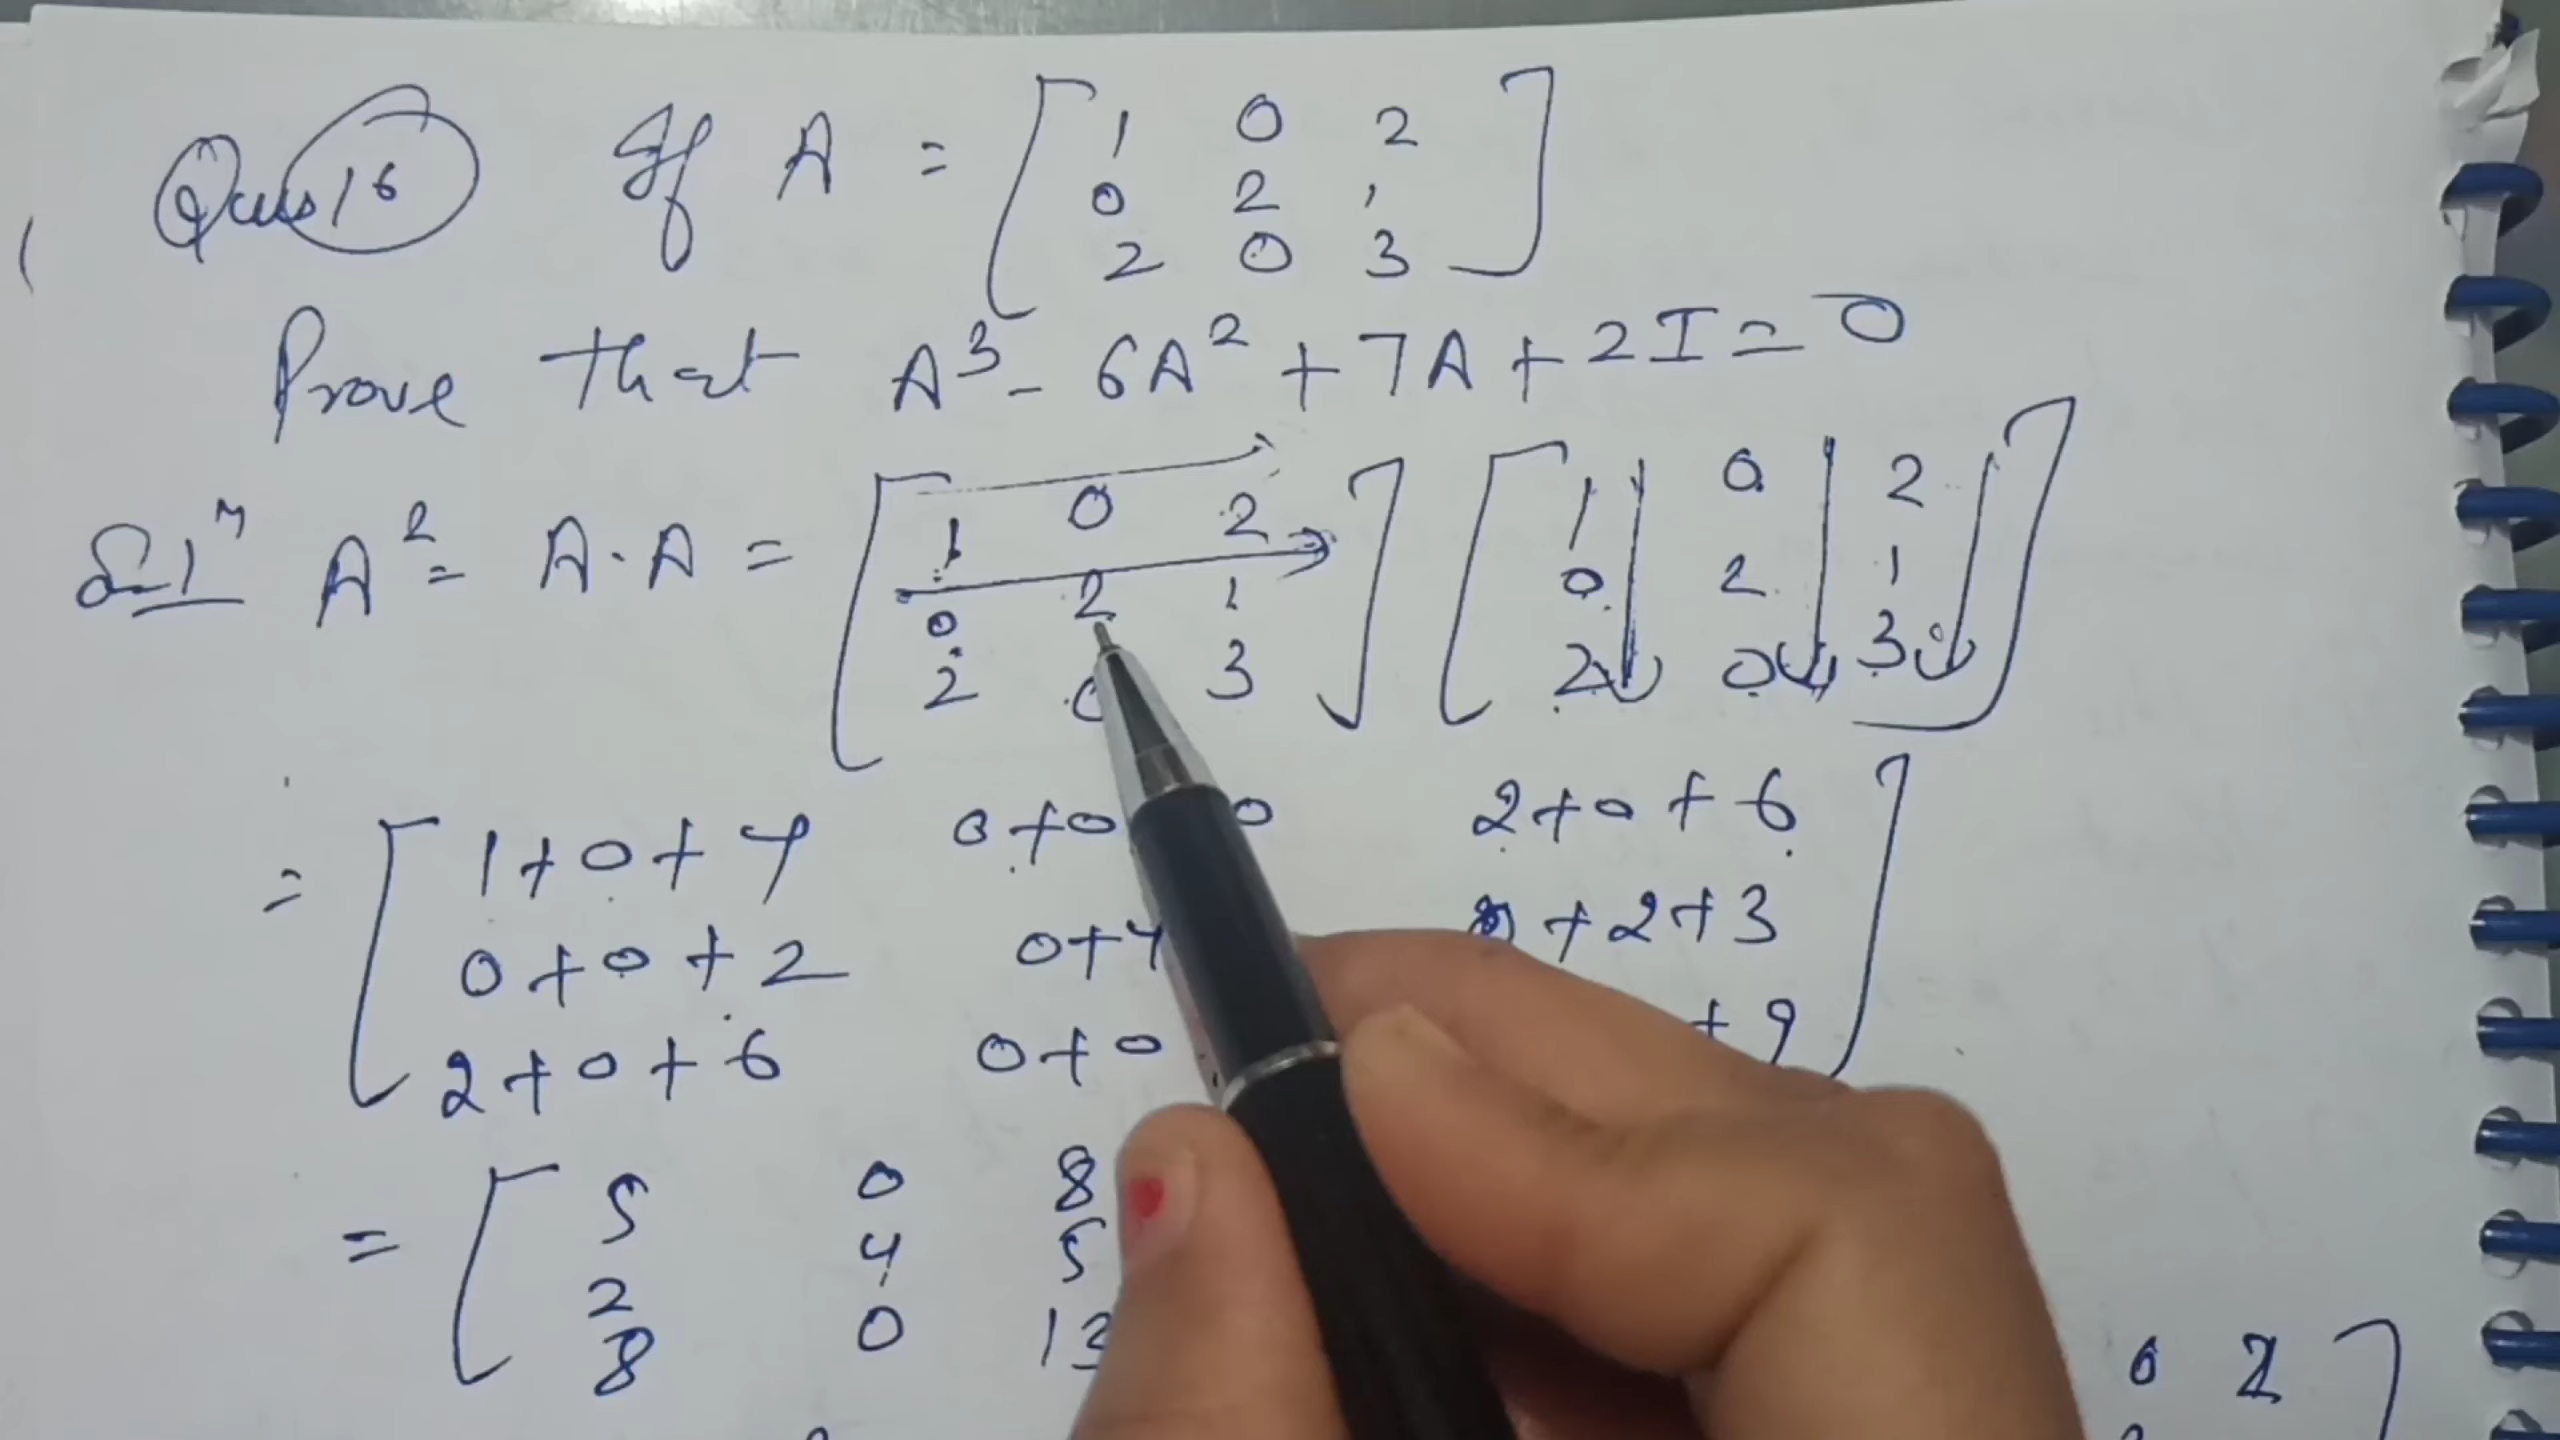 Ques 16 If A = [ 1 0 2
0 2 1
2 0 3 ]
Prove that A³ - 6A² + 7A + 2I = 0
Solⁿ A² = A·A = [ 1 0 2 ] [ 1 0 2 ]
0 2 1 0 2 1
2 0 3 2 0 3
= [ 1+0+4 0+0 0 2+0+6 ]
0+0+2 0+4 0+2+3
2+0+6 0+0 +9
= [ 5 0 8
2 4 5
8 0 13
0 2 ]